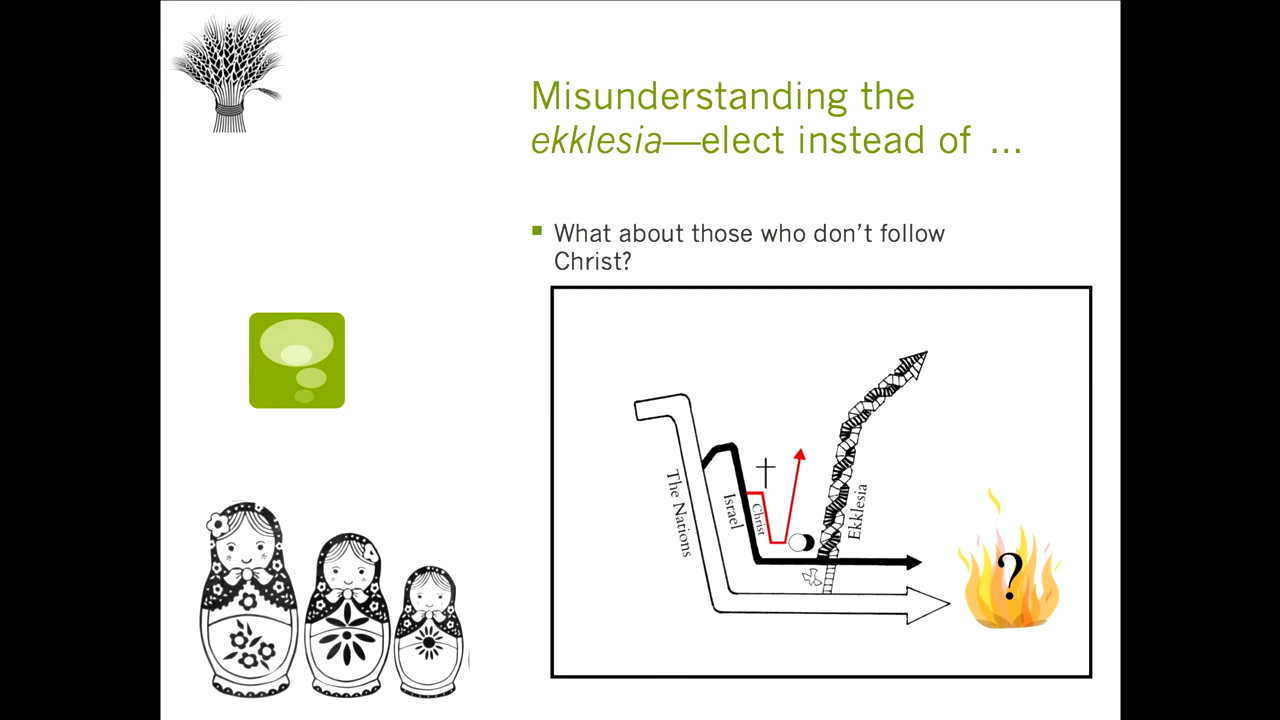 Misunderstanding the
ekklesia—elect instead of …
What about those who don’t follow
Christ?
The Nations
Israel
Christ
Ekklesia
?